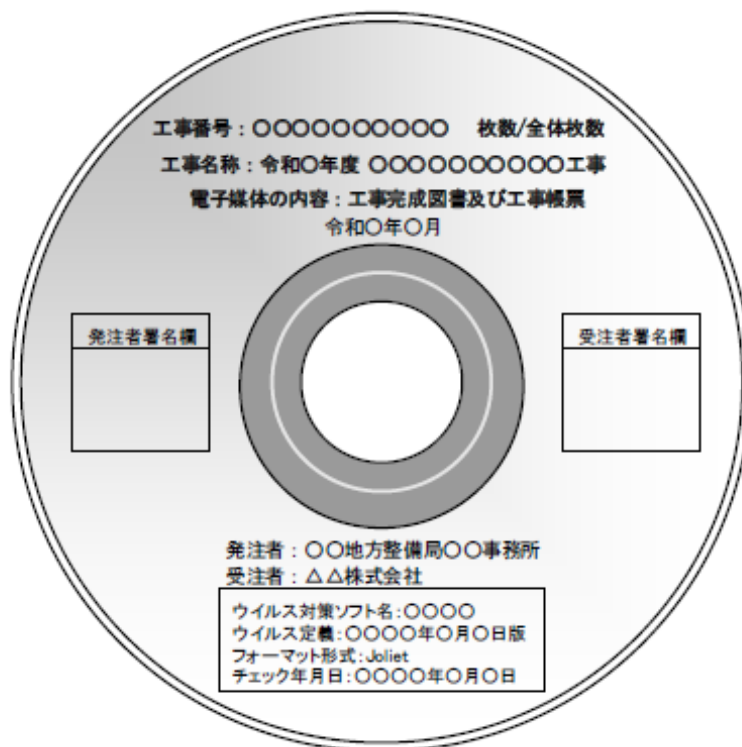 工事番号：○○○○○○○○○○　枚数/全体枚数
工事名称：令和○年度 ○○○○○○○○○○工事
電子媒体の内容：工事完成図書及び工事帳票
令和○年○月
発注者署名欄
受注者署名欄
発注者：○○地方整備局○○事務所
受注者：△△株式会社
ウイルス対策ソフト名：○○○○
ウイルス定義：○○○○年○月○日版
フォーマット形式：Joliet
チェック年月日：○○○○年○月○日